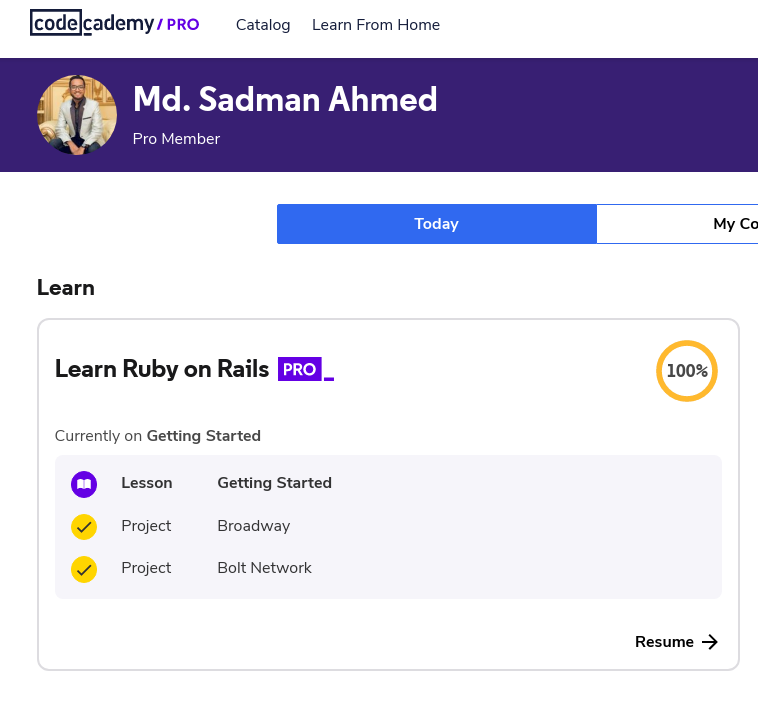 codecademy / PRO Catalog Learn From Home
Md. Sadman Ahmed
Pro Member
Today My Co
Learn
Learn Ruby on Rails PRO_ 100%
Currently on Getting Started
Lesson Getting Started
Project Broadway
Project Bolt Network
Resume →